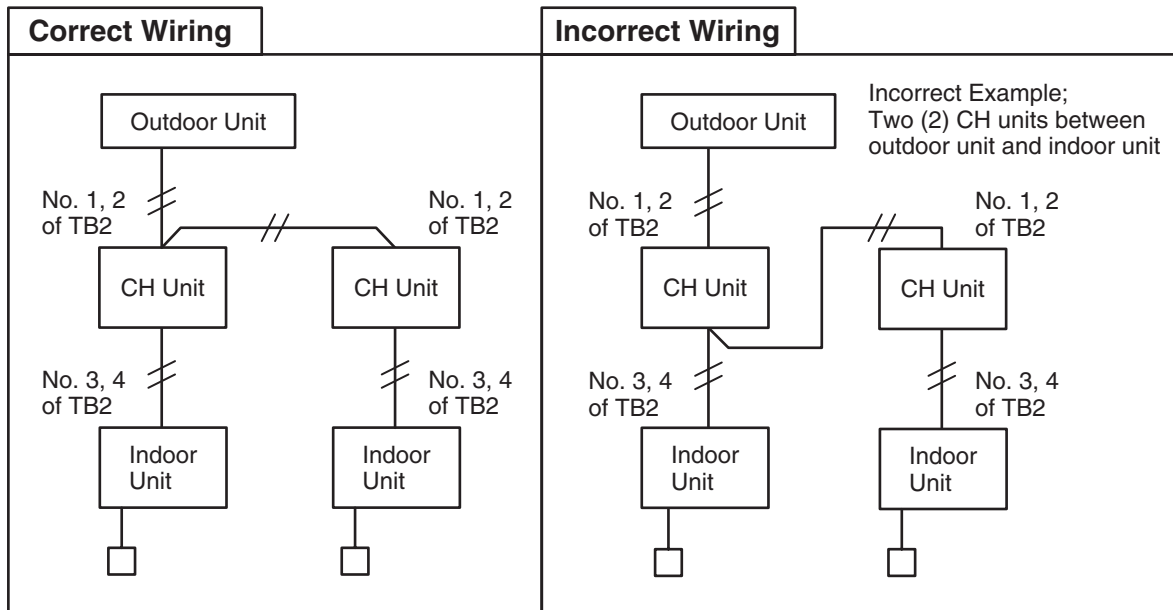 Correct Wiring
Outdoor Unit
No. 1, 2
of TB2
No. 1, 2
of TB2
CH Unit
CH Unit
No. 3, 4
of TB2
No. 3, 4
of TB2
Indoor
Unit
Indoor
Unit
Incorrect Wiring
Incorrect Example;
Two (2) CH units between
outdoor unit and indoor unit
Outdoor Unit
No. 1, 2
of TB2
No. 1, 2
of TB2
CH Unit
CH Unit
No. 3, 4
of TB2
No. 3, 4
of TB2
Indoor
Unit
Indoor
Unit